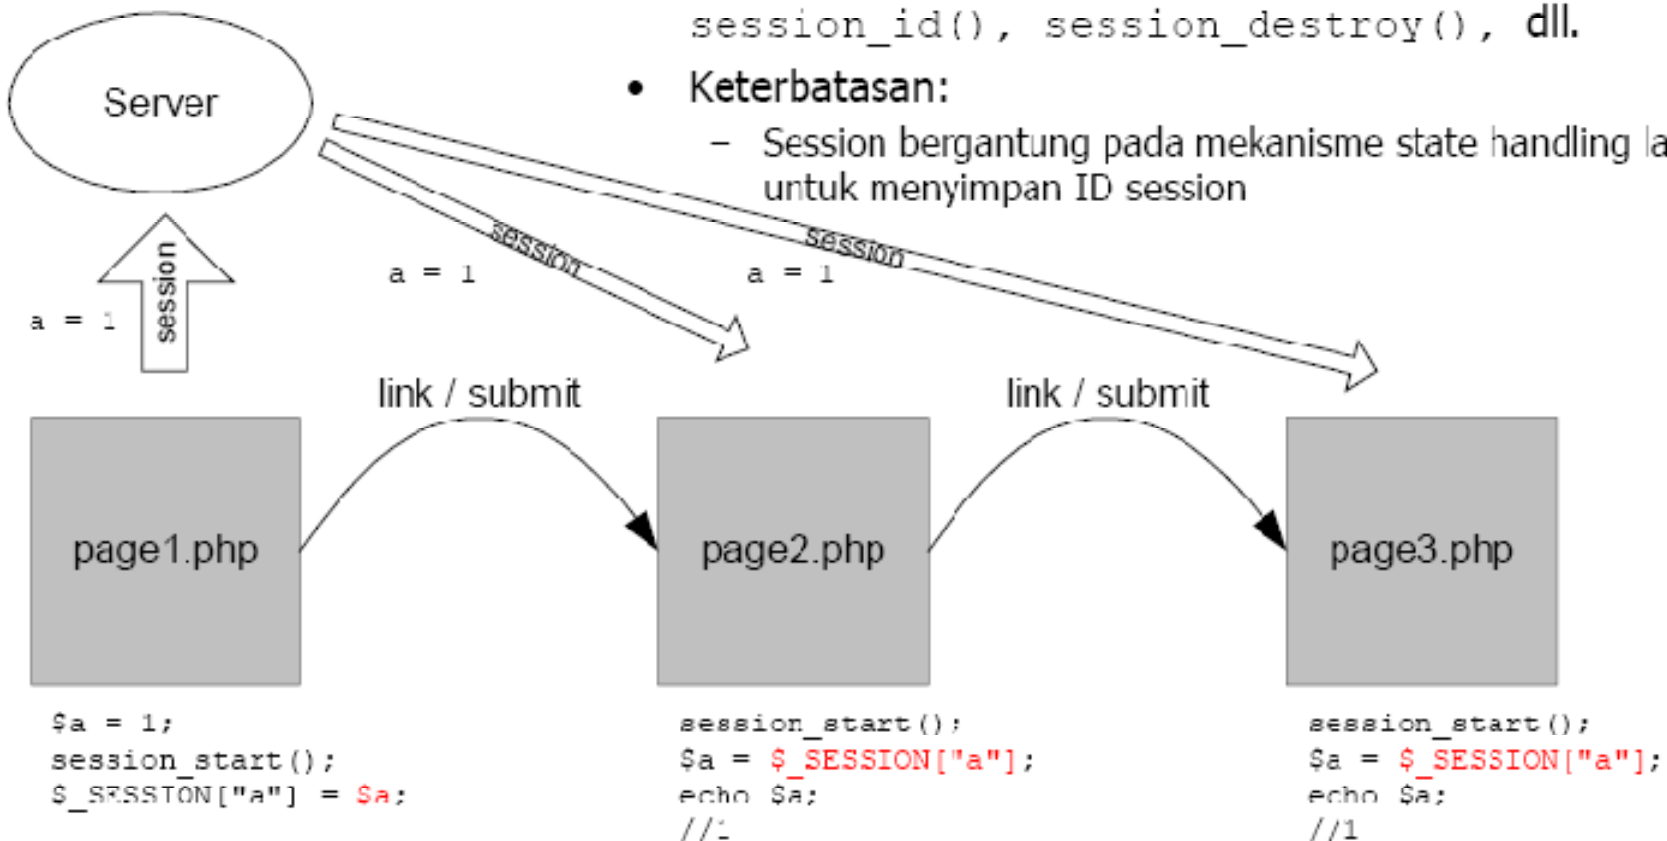 session_id(), session_destroy(), dll.
• Keterbatasan:
– Session bergantung pada mekanisme state handling la
untuk menyimpan ID session
Server
session
session
session
a = 1
a = 1
a = 1
link / submit
link / submit
page1.php
page2.php
page3.php
$a = 1;
session_start();
$_SESSION["a"] = $a;
session_start();
$a = $_SESSION["a"];
echo $a;
//1
session_start();
$a = $_SESSION["a"];
echo $a;
//1